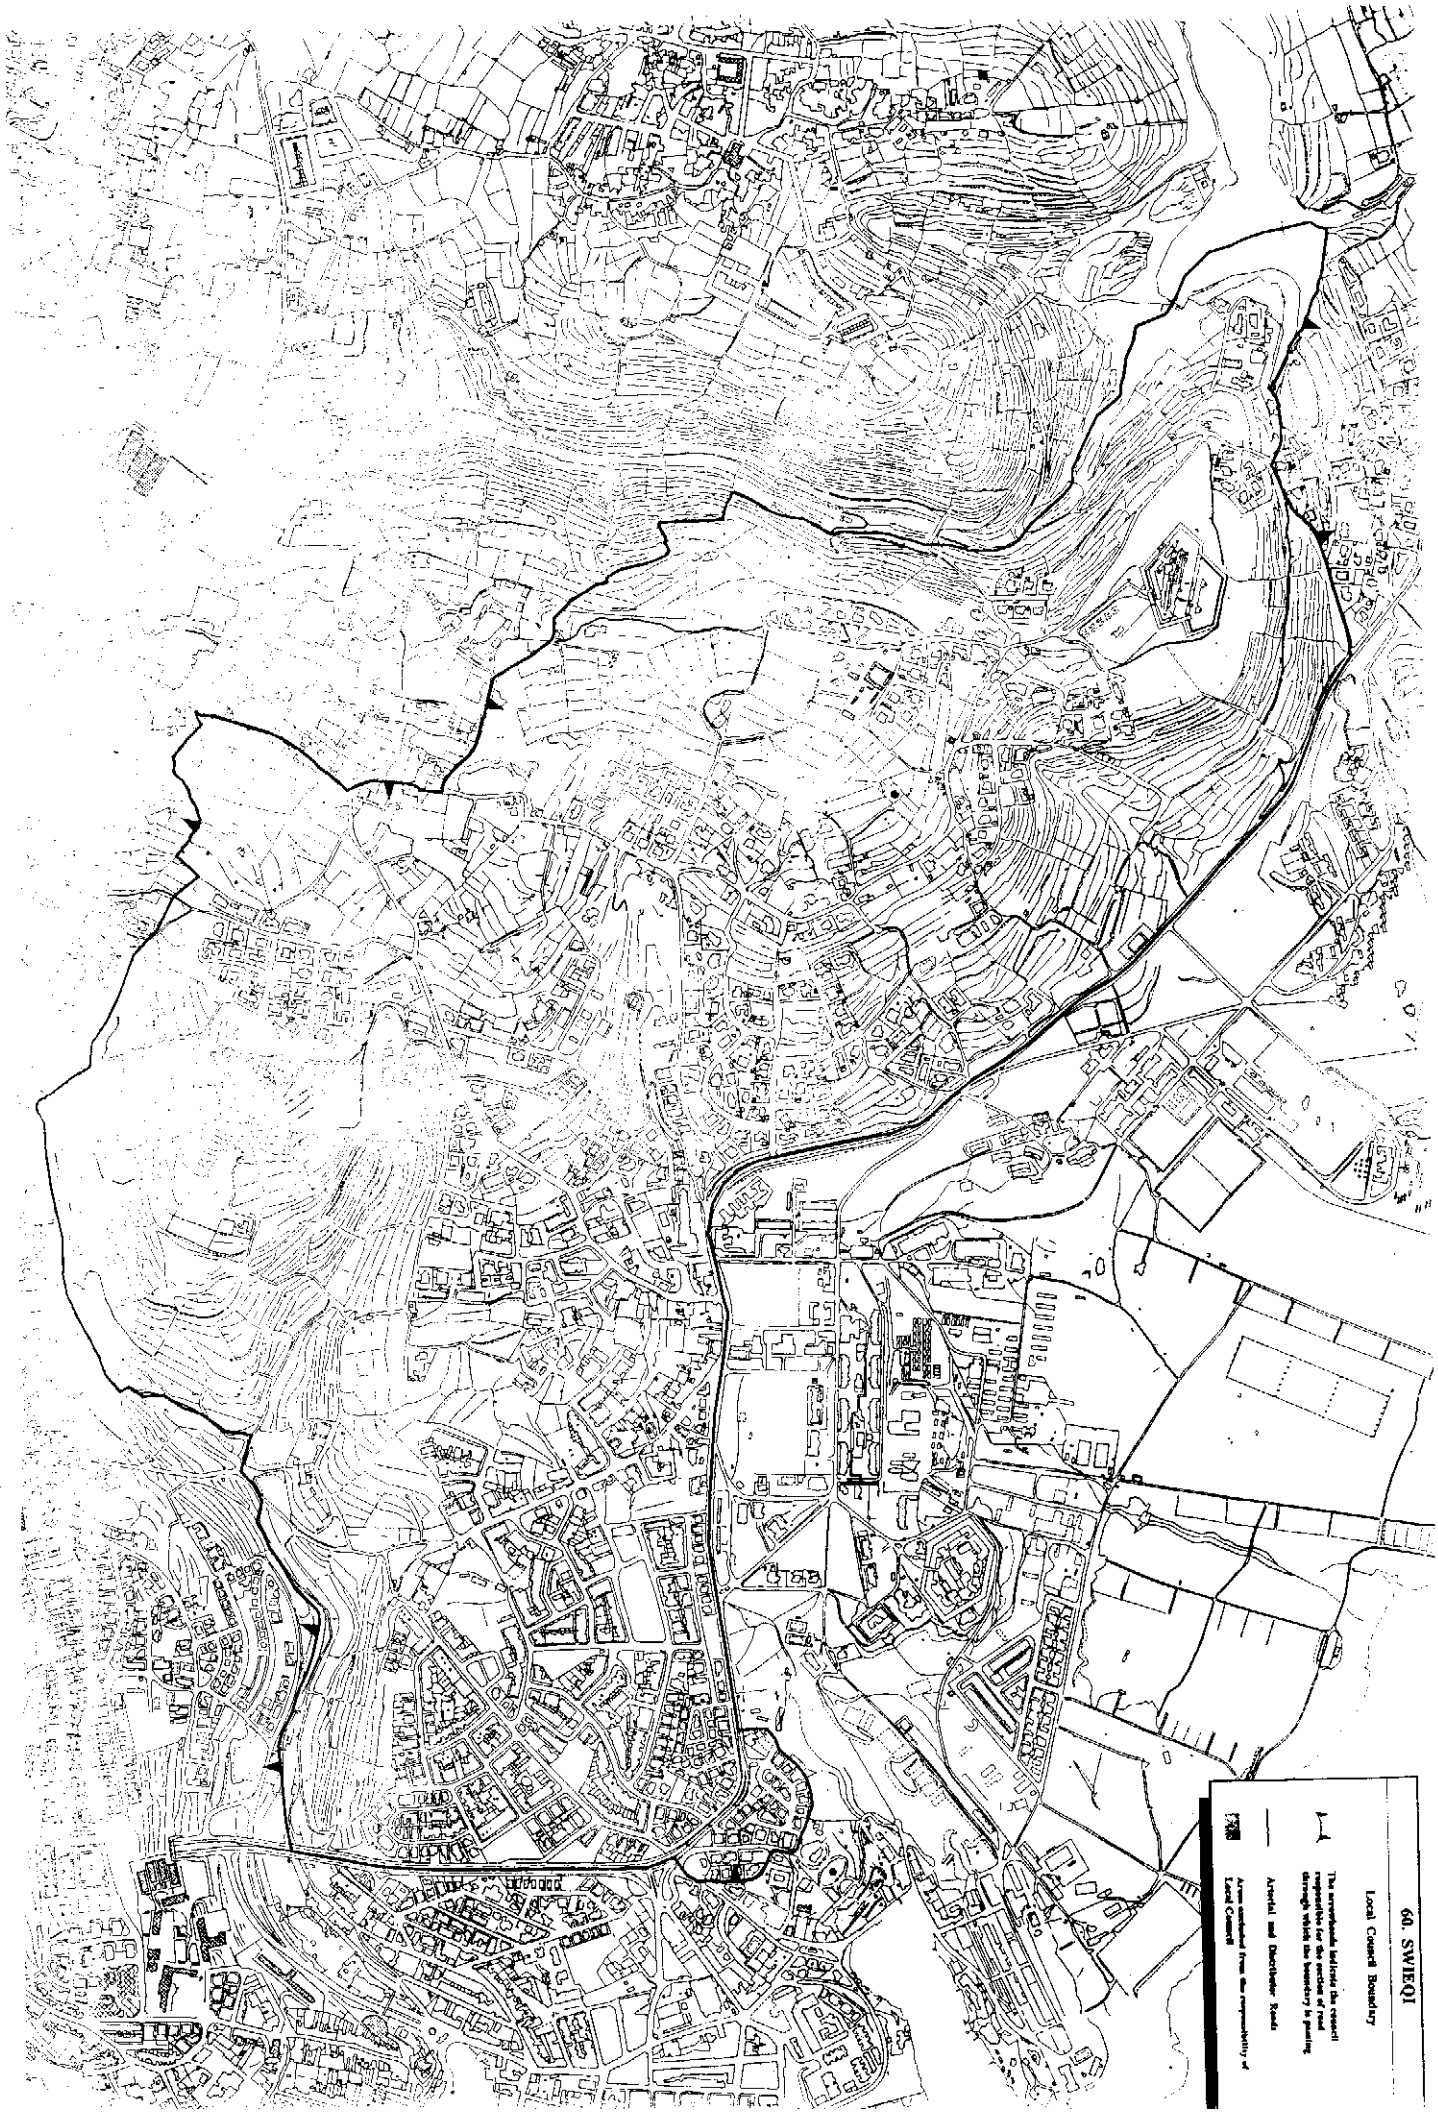 60. SWIEQI
Local Council Boundary
The arrowheads indicate the council
responsible for the section of road
through which the boundary is passing
Arterial and Distributor Roads
Areas excluded from the responsibility of
Local Council